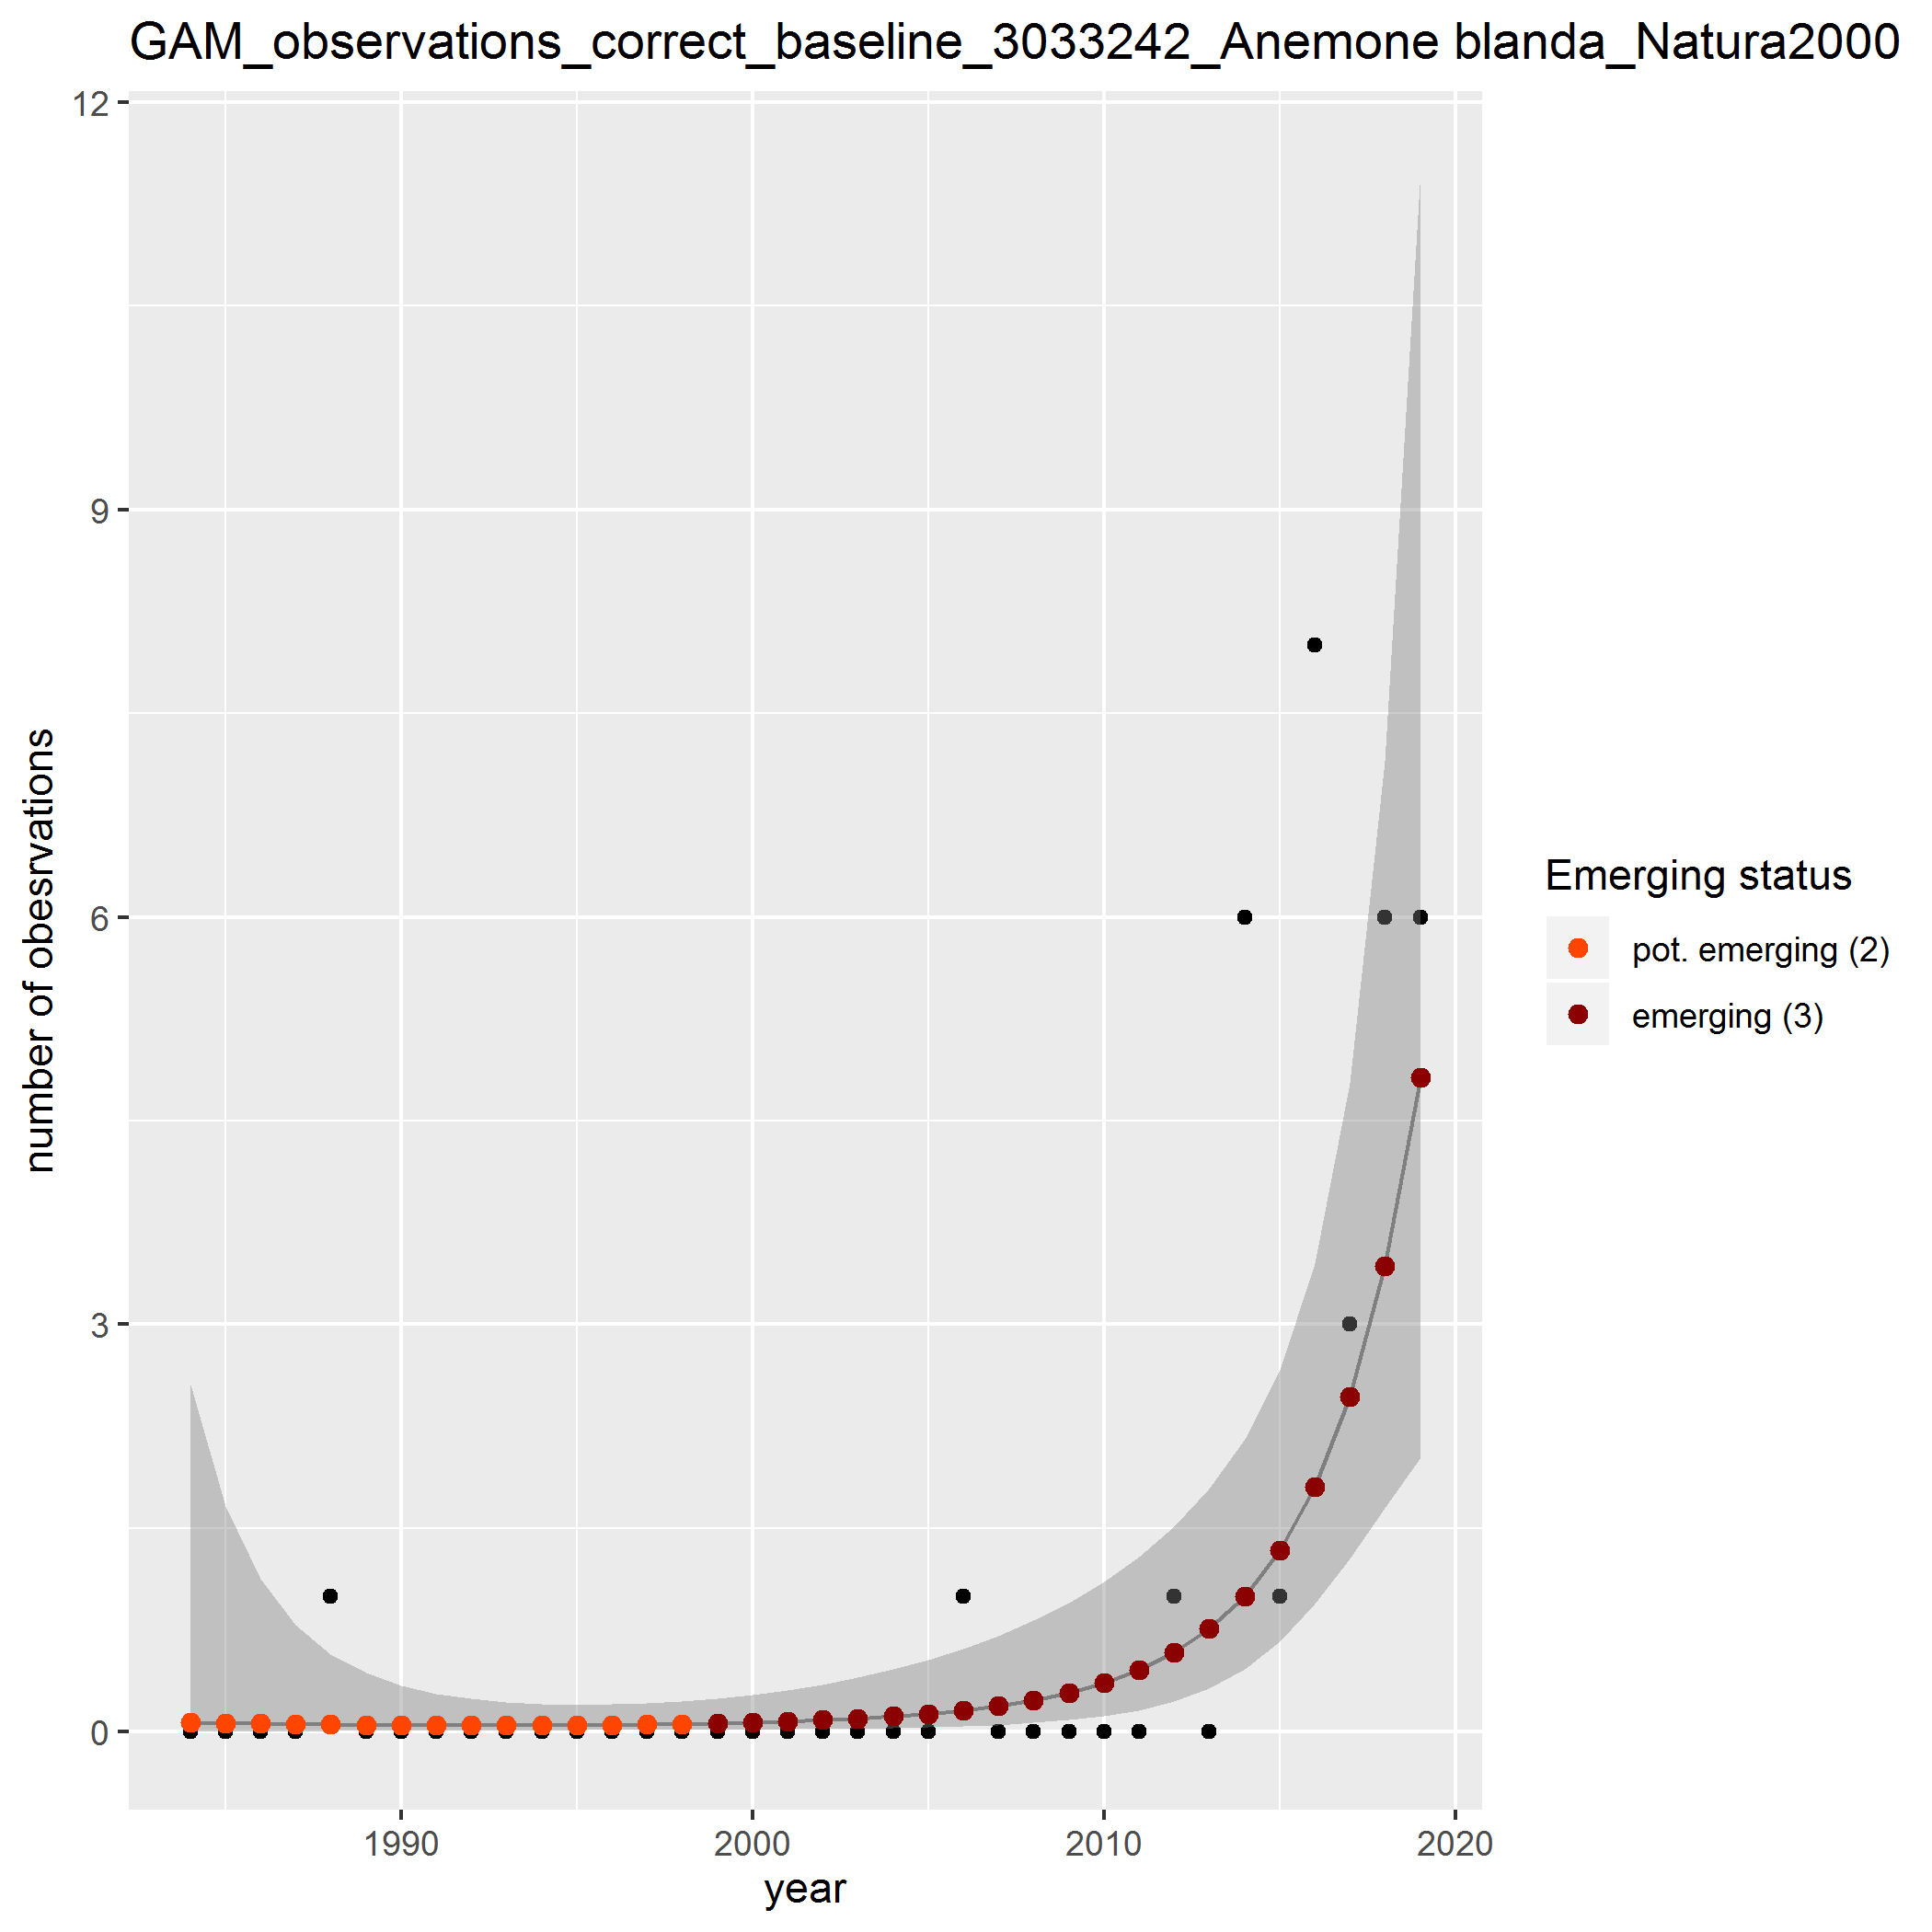 GAM_observations_correct_baseline_3033242_Anemone blanda_Natura2000
12
9
6
3
0
number of obesrvations
1990
2000
2010
2020
year
Emerging status
pot. emerging (2)
emerging (3)